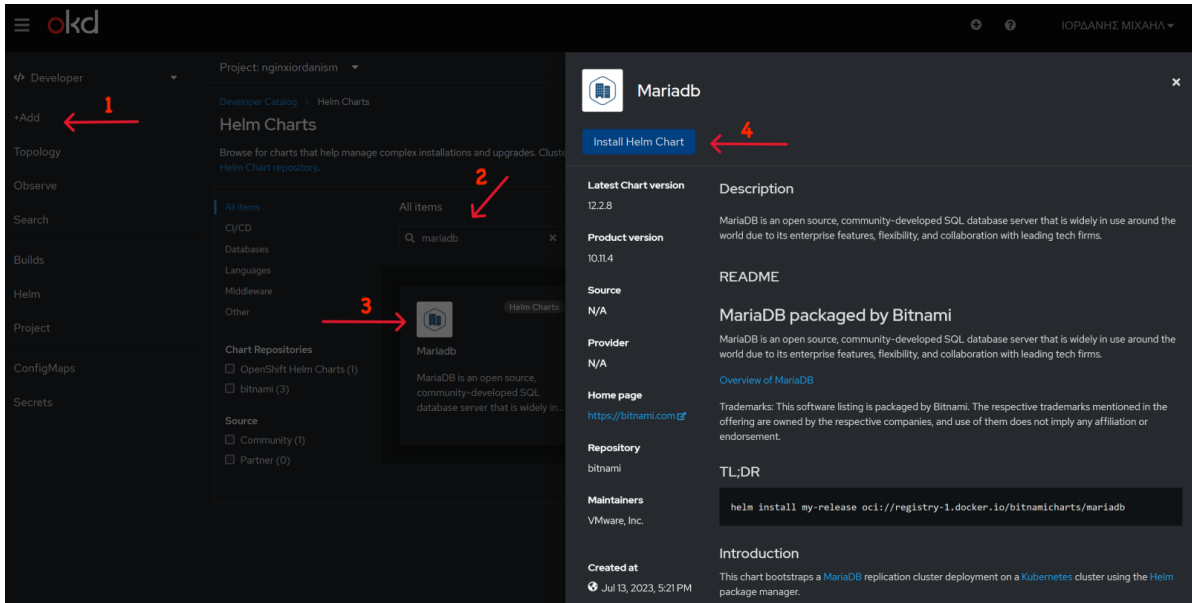 okd
ΙΟΡΔΑΝΗΣ ΜΙΧΑΗΛ
</> Developer
+Add
1
Topology
Observe
Search
Builds
Helm
Project
ConfigMaps
Secrets
Project: nginxiordanism
Developer Catalog > Helm Charts
Helm Charts
Browse for charts that help manage complex installations and upgrades. Cluste
Helm Chart repository.
2
All items
CI/CD
Databases
Languages
Middleware
Other
Chart Repositories
OpenShift Helm Charts (1)
bitnami (3)
Source
Community (1)
Partner (0)
All items
mariadb
3
Helm Charts
Mariadb
MariaDB is an open source,
community-developed SQL
database server that is widely in...
Mariadb
Install Helm Chart
4
Latest Chart version
12.2.8
Product version
10.11.4
Source
N/A
Provider
N/A
Home page
https://bitnami.com
Repository
bitnami
Maintainers
VMware, Inc.
Created at
Jul 13, 2023, 5:21 PM
Description
MariaDB is an open source, community-developed SQL database server that is widely in use around the
world due to its enterprise features, flexibility, and collaboration with leading tech firms.
README
MariaDB packaged by Bitnami
MariaDB is an open source, community-developed SQL database server that is widely in use around the
world due to its enterprise features, flexibility, and collaboration with leading tech firms.
Overview of MariaDB
Trademarks: This software listing is packaged by Bitnami. The respective trademarks mentioned in the
offering are owned by the respective companies, and use of them does not imply any affiliation or
endorsement.
TL;DR
helm install my-release oci://registry-1.docker.io/bitnamicharts/mariadb
Introduction
This chart bootstraps a MariaDB replication cluster deployment on a Kubernetes cluster using the Helm
package manager.